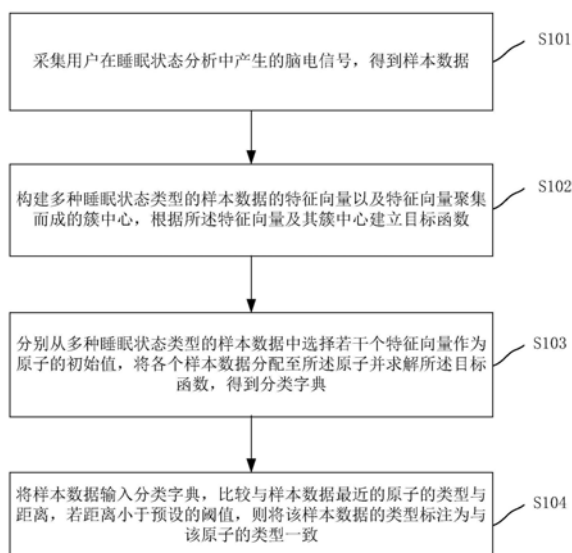 采集用户在睡眠状态分析中产生的脑电信号，得到样本数据
S101
构建多种睡眠状态类型的样本数据的特征向量以及特征向量聚集
而成的簇中心，根据所述特征向量及其簇中心建立目标函数
S102
分别从多种睡眠状态类型的样本数据中选择若干个特征向量作为
原子的初始值，将各个样本数据分配至所述原子并求解所述目标
函数，得到分类字典
S103
将样本数据输入分类字典，比较与样本数据最近的原子的类型与
距离，若距离小于预设的阈值，则将该样本数据的类型标注为与
该原子的类型一致
S104